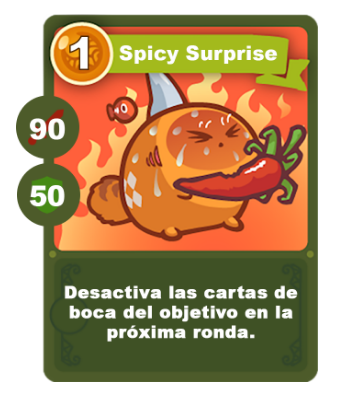 1
Spicy Surprise
90
50
Desactiva las cartas de
boca del objetivo en la
próxima ronda.